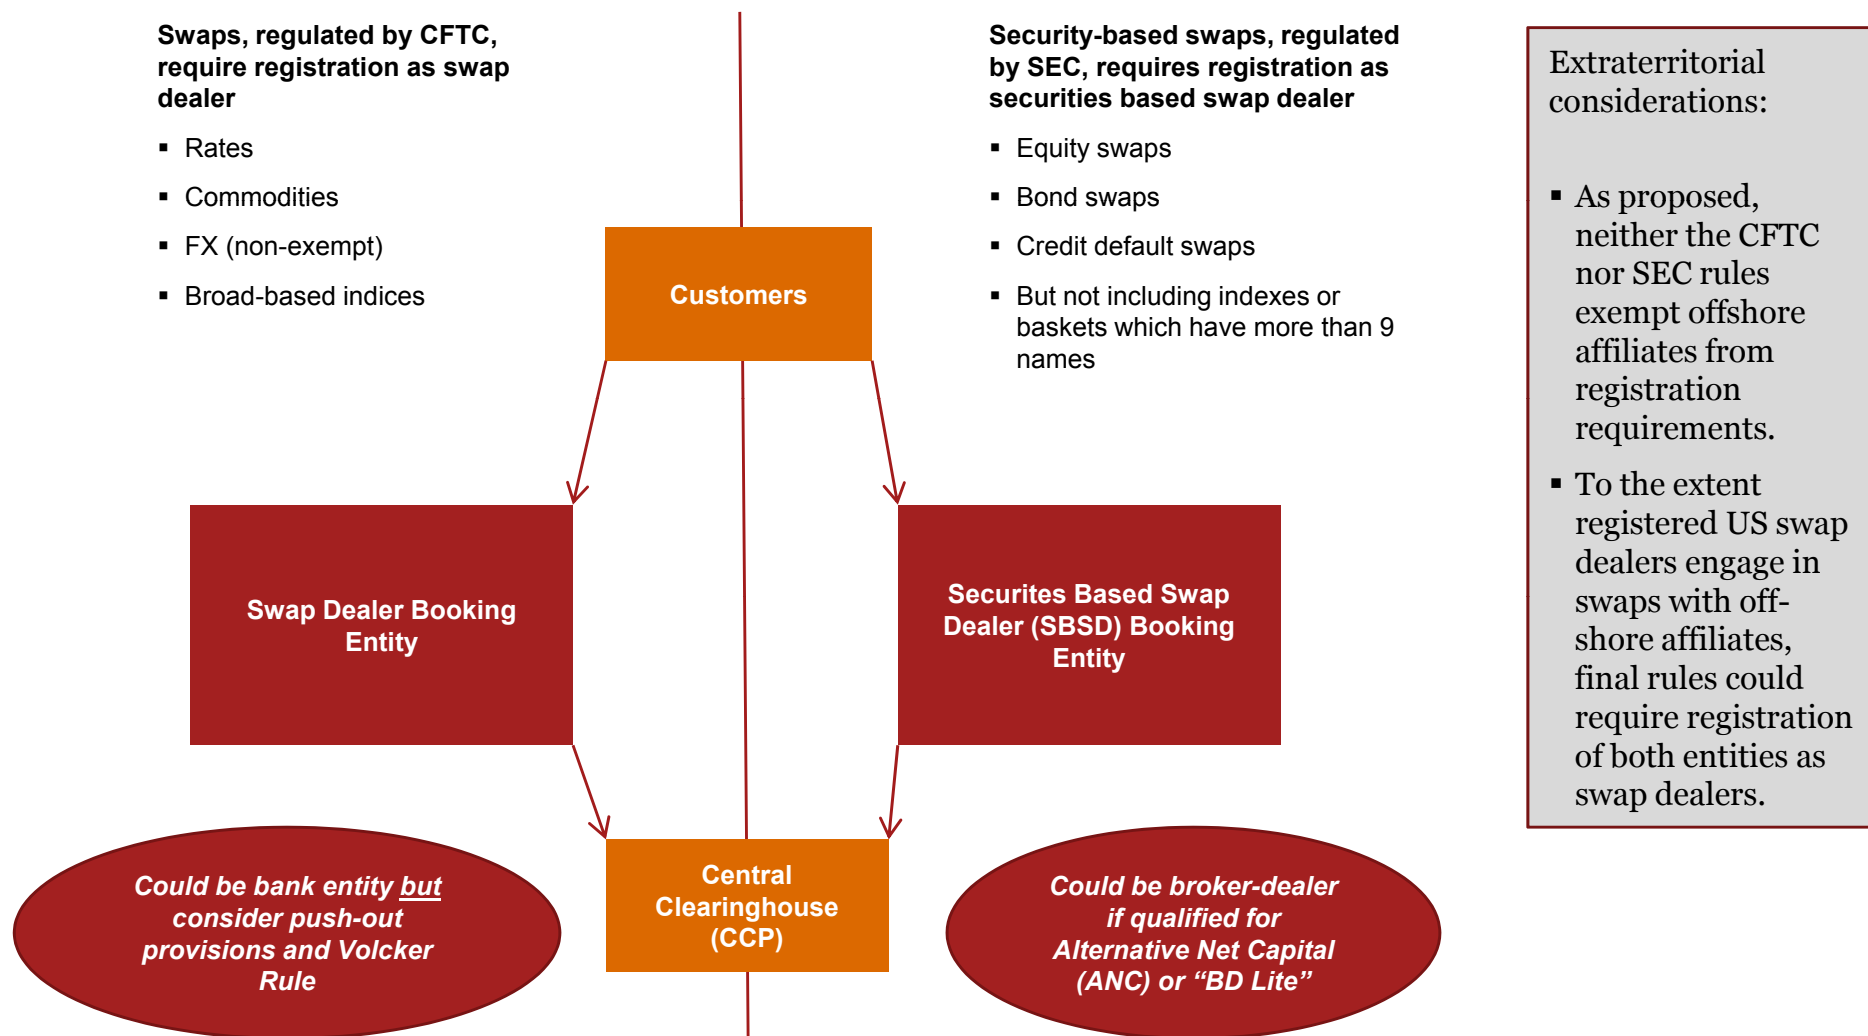 Swaps, regulated by CFTC,
require registration as swap
dealer
▪ Rates
▪ Commodities
▪ FX (non-exempt)
▪ Broad-based indices
Security-based swaps, regulated
by SEC, requires registration as
securities based swap dealer
▪ Equity swaps
▪ Bond swaps
▪ Credit default swaps
▪ But not including indexes or
baskets which have more than 9
names
Customers
Swap Dealer Booking
Entity
Securites Based Swap
Dealer (SBSD) Booking
Entity
Could be bank entity but
consider push-out
provisions and Volcker
Rule
Central
Clearinghouse
(CCP)
Could be broker-dealer
if qualified for
Alternative Net Capital
(ANC) or “BD Lite”
Extraterritorial
considerations:
▪ As proposed,
neither the CFTC
nor SEC rules
exempt offshore
affiliates from
registration
requirements.
▪ To the extent
registered US swap
dealers engage in
swaps with off-
shore affiliates,
final rules could
require registration
of both entities as
swap dealers.